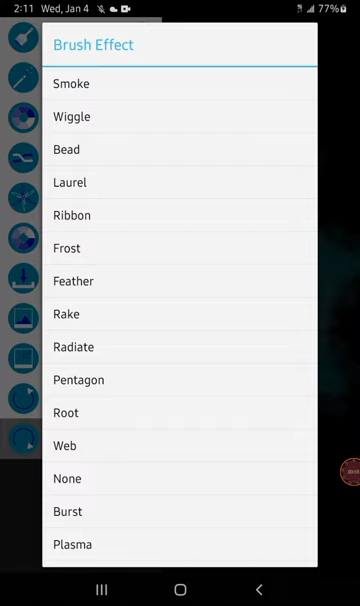 2:11 Wed, Jan 4 77%
Brush Effect
Smoke
Wiggle
Bead
Laurel
Ribbon
Frost
Feather
Rake
Radiate
Pentagon
Root
Web
None
Burst
Plasma